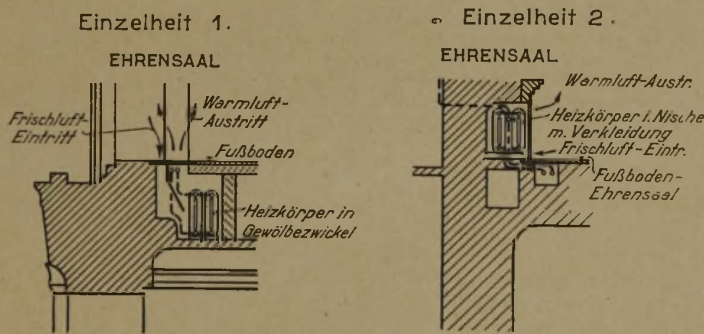 Einzelheit 1.
EHRENSAAL
Frischluft-
Eintritt
Warmluft-
Austritt
Fußboden
Heizkörper in
Gewölbezwickel
Einzelheit 2.
EHRENSAAL
Warmluft-Austr.
Heizkörper i. Nische
m. Verkleidung
Frischluft-Eintr.
Fußboden-
Ehrensaal